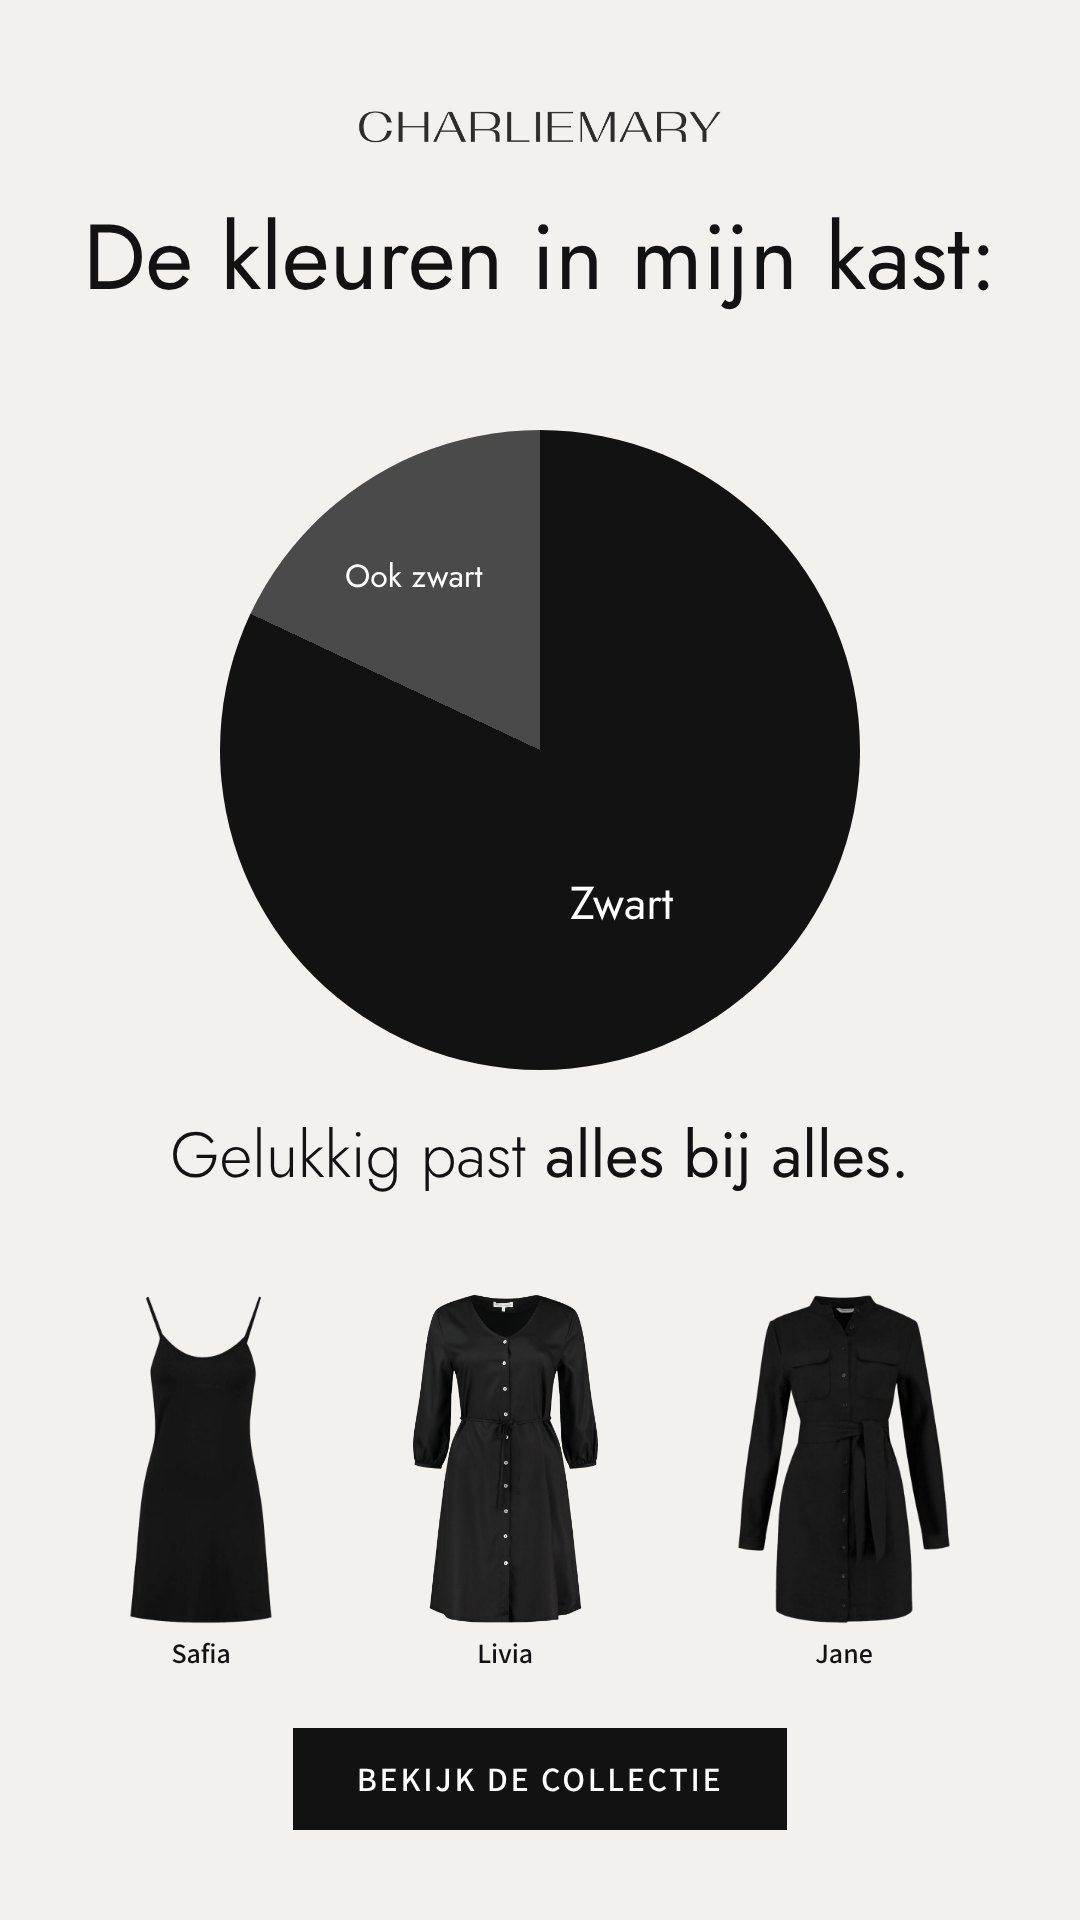 CHARLIEMARY
De kleuren in mijn kast:
Ook zwart
Zwart
Gelukkig past alles bij alles.
Safia
Livia
Jane
BEKIJK DE COLLECTIE